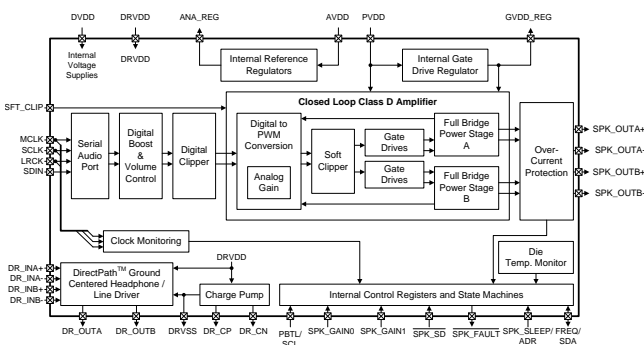 DVDD
DRVDD
ANA_REG
AVDD
PVDD
GVDD_REG
Internal
Voltage
Supplies
DRVDD
Internal Reference
Regulators
Internal Gate
Drive Regulator
SFT_CLIP
Closed Loop Class D Amplifier
MCLK
SCLK
LRCK
SDIN
Serial
Audio
Port
Digital
Boost
&
Volume
Control
Digital
Clipper
Digital to
PWM
Conversion
Analog
Gain
Soft
Clipper
Gate
Drives
Gate
Drives
Full Bridge
Power Stage
A
Full Bridge
Power Stage
B
Over-
Current
Protection
SPK_OUTA+
SPK_OUTA-
SPK_OUTB+
SPK_OUTB-
Clock Monitoring
Die
Temp. Monitor
DR_INA+
DR_INA-
DR_INB+
DR_INB-
DirectPath™ Ground
Centered Headphone /
Line Driver
DRVDD
Charge Pump
Internal Control Registers and State Machines
DR_OUTA
DR_OUTB
DRVSS
DR_CP
DR_CN
PBTL/
SCL
SPK_GAIN0
SPK_GAIN1
SPK_SD
SPK_FAULT
SPK_SLEEP/
ADR
FREQ/
SDA